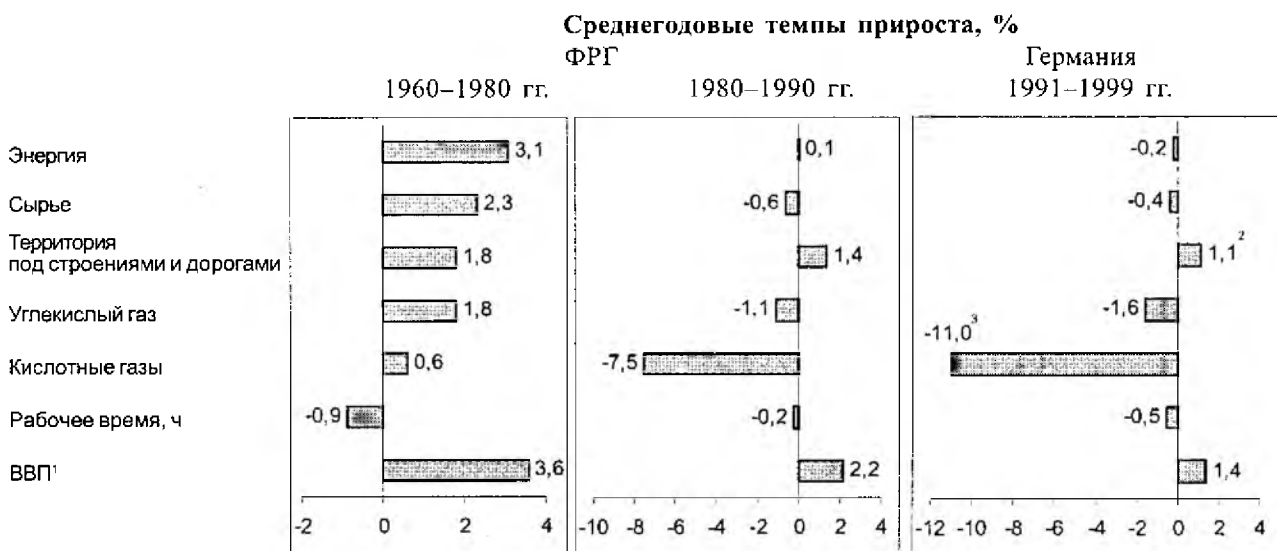 Среднегодовые темпы прироста, %
ФРГ Германия
1960–1980 гг. 1980–1990 гг. 1991–1999 гг.
Энергия 3,1 0,1 -0,2
Сырье 2,3 -0,6 -0,4
Территория
под строениями и дорогами 1,8 1,4 1,1²
Углекислый газ 1,8 -1,1 -1,6
Кислотные газы 0,6 -7,5 -11,0³
Рабочее время, ч -0,9 -0,2 -0,5
ВВП¹ 3,6 2,2 1,4
-2 0 2 4 -10 -8 -6 -4 -2 0 2 4 -12 -10 -8 -6 -4 -2 0 2 4